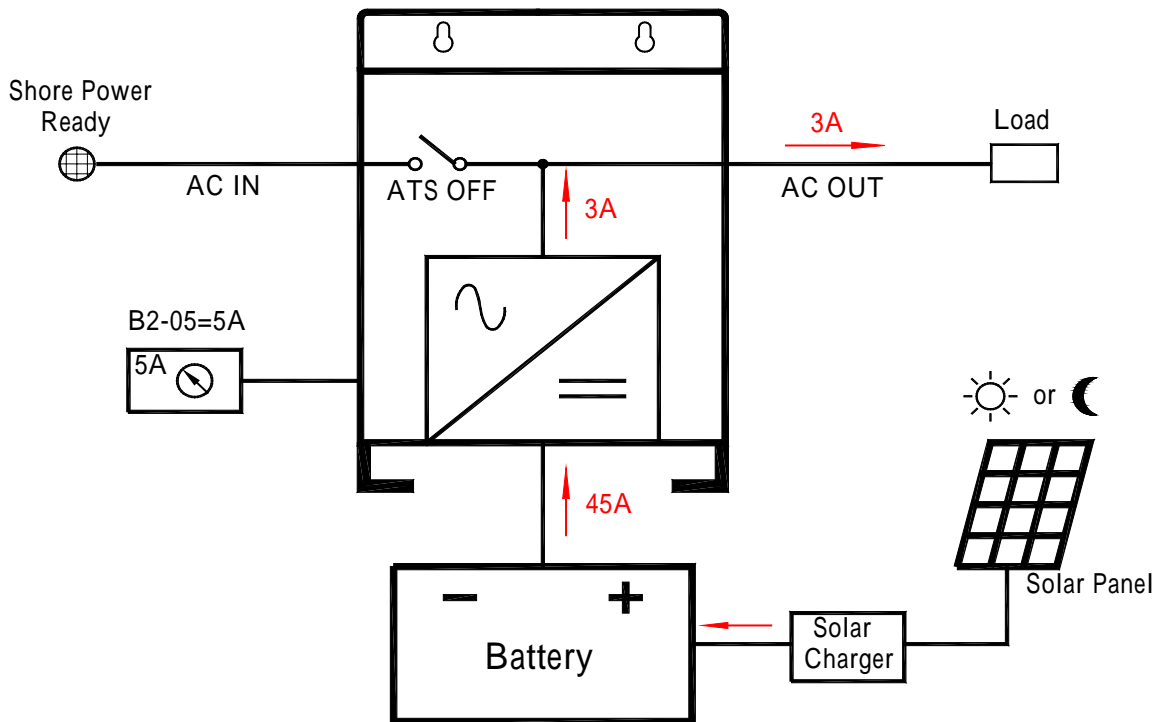 Shore Power
Ready
AC IN
ATS OFF
3A
3A
AC OUT
Load
B2-05=5A
5A
or
45A
Solar Panel
Battery
Solar
Charger